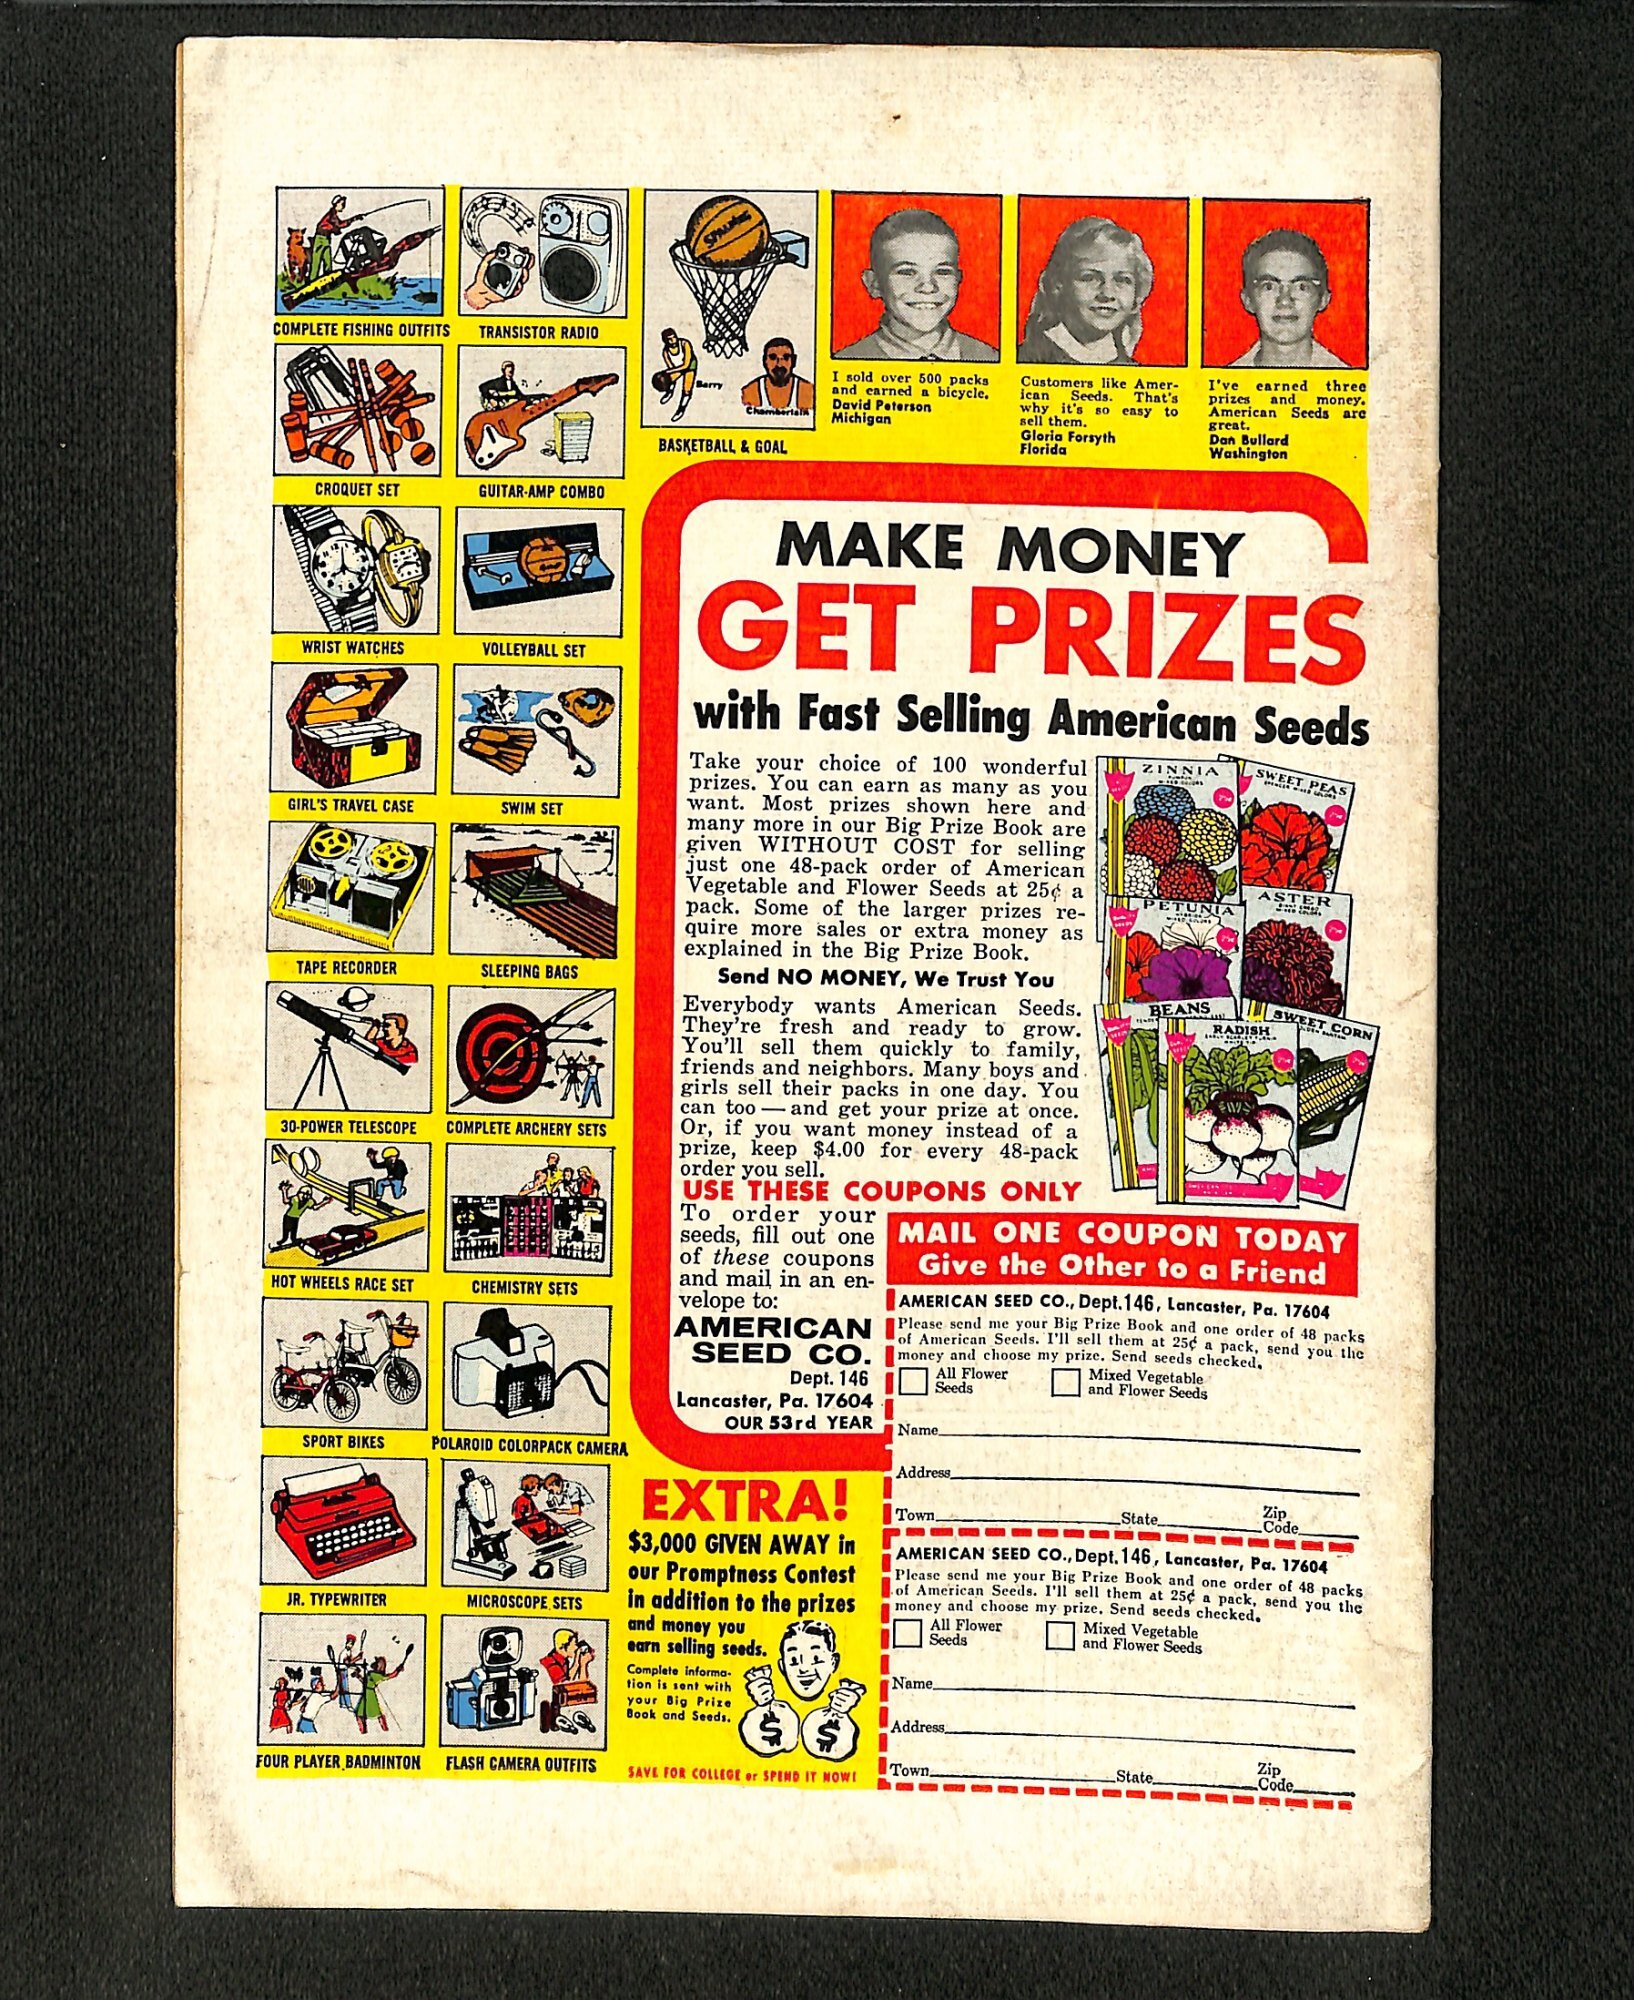 COMPLETE FISHING OUTFITS
TRANSISTOR RADIO
SPALDING
Barry
Chamberlain
BASKETBALL & GOAL
I sold over 500 packs
and earned a bicycle.
David Peterson
Michigan
Customers like Amer-
ican Seeds. That's
why it's so easy to
sell them.
Gloria Forsyth
Florida
I've earned three
prizes and money.
American Seeds are
great.
Dan Bullard
Washington
CROQUET SET
GUITAR-AMP COMBO
WRIST WATCHES
VOLLEYBALL SET
GIRL'S TRAVEL CASE
SWIM SET
TAPE RECORDER
SLEEPING BAGS
30-POWER TELESCOPE
COMPLETE ARCHERY SETS
HOT WHEELS RACE SET
CHEMISTRY SETS
SPORT BIKES
POLAROID COLORPACK CAMERA
JR. TYPEWRITER
MICROSCOPE SETS
FOUR PLAYER BADMINTON
FLASH CAMERA OUTFITS
MAKE MONEY
GET PRIZES
with Fast Selling American Seeds
Take your choice of 100 wonderful
prizes. You can earn as many as you
want. Most prizes shown here and
many more in our Big Prize Book are
given WITHOUT COST for selling
just one 48-pack order of American
Vegetable and Flower Seeds at 25¢ a
pack. Some of the larger prizes re-
quire more sales or extra money as
explained in the Big Prize Book.
Send NO MONEY, We Trust You
Everybody wants American Seeds.
They're fresh and ready to grow.
You'll sell them quickly to family,
friends and neighbors. Many boys and
girls sell their packs in one day. You
can too — and get your prize at once.
Or, if you want money instead of a
prize, keep $4.00 for every 48-pack
order you sell.
ZINNIA
MIXED COLORS
SWEET PEAS
SPENCER MIXED COLORS
PETUNIA
MIXED COLORS
ASTER
MIXED COLORS
BEANS
RADISH
SWEET CORN
USE THESE COUPONS ONLY
To order your
seeds, fill out one
of these coupons
and mail in an en-
velope to:
AMERICAN
SEED CO.
Dept. 146
Lancaster, Pa. 17604
OUR 53rd YEAR
MAIL ONE COUPON TODAY
Give the Other to a Friend
AMERICAN SEED CO., Dept. 146, Lancaster, Pa. 17604
Please send me your Big Prize Book and one order of 48 packs
of American Seeds. I'll sell them at 25¢ a pack, send you the
money and choose my prize. Send seeds checked.
All Flower
Seeds
Mixed Vegetable
and Flower Seeds
Name
Address
Town State Zip
Code
AMERICAN SEED CO., Dept. 146, Lancaster, Pa. 17604
Please send me your Big Prize Book and one order of 48 packs
of American Seeds. I'll sell them at 25¢ a pack, send you the
money and choose my prize. Send seeds checked.
All Flower
Seeds
Mixed Vegetable
and Flower Seeds
Name
Address
Town State Zip
Code
EXTRA!
$3,000 GIVEN AWAY in
our Promptness Contest
in addition to the prizes
and money you
earn selling seeds.
Complete informa-
tion is sent with
your Big Prize
Book and Seeds.
$ $
SAVE FOR COLLEGE or SPEND IT NOW!